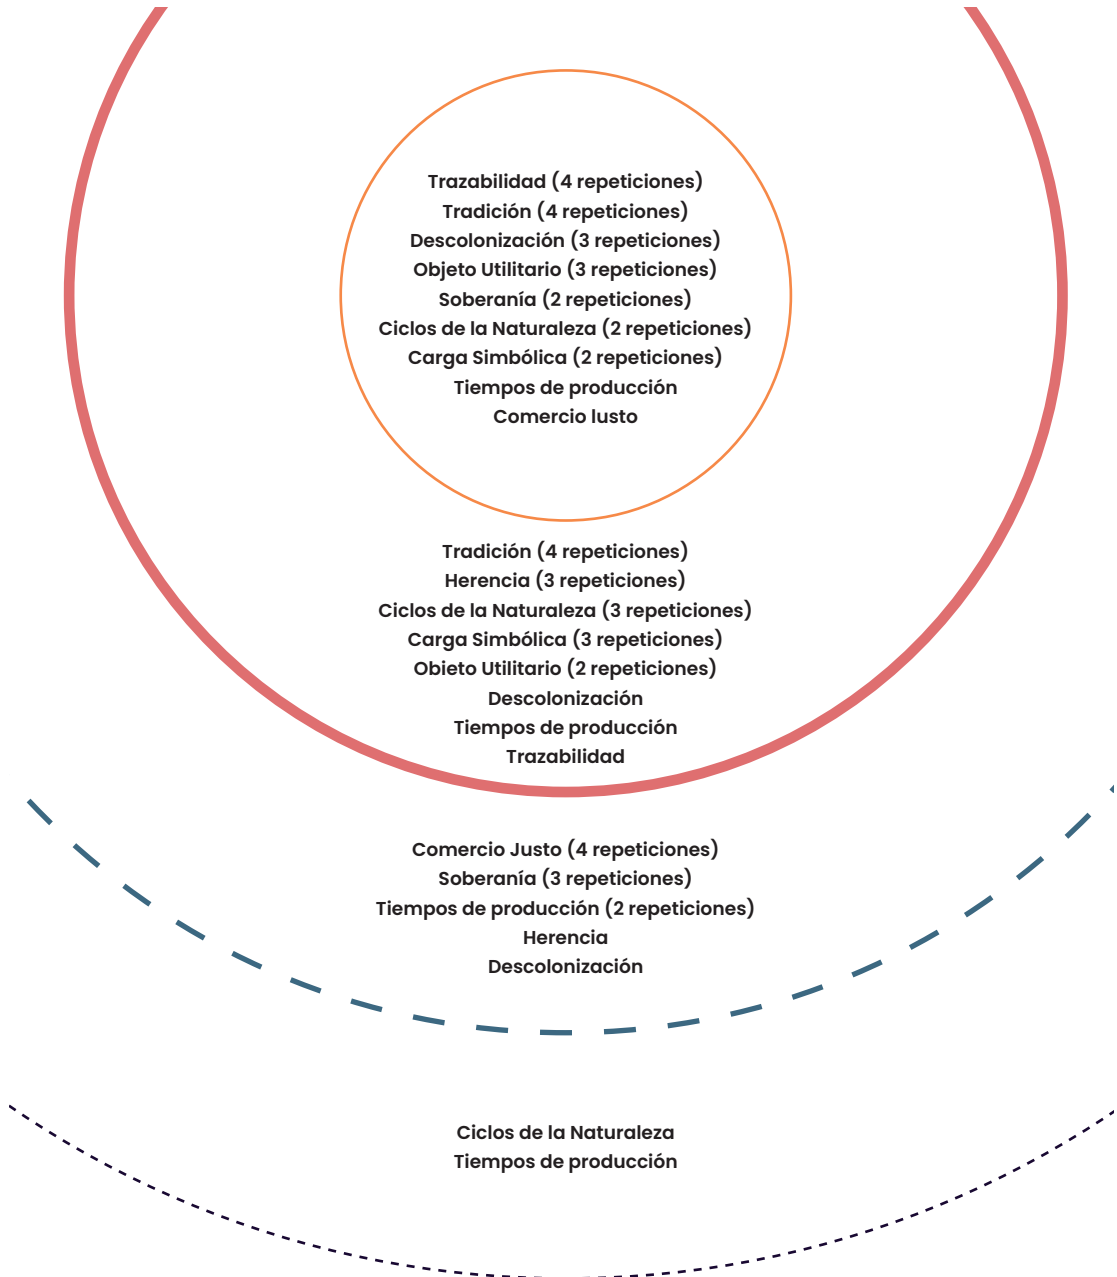 Trazabilidad (4 repeticiones)
Tradición (4 repeticiones)
Descolonización (3 repeticiones)
Objeto Utilitario (3 repeticiones)
Soberanía (2 repeticiones)
Ciclos de la Naturaleza (2 repeticiones)
Carga Simbólica (2 repeticiones)
Tiempos de producción
Comercio lusto
Tradición (4 repeticiones)
Herencia (3 repeticiones)
Ciclos de la Naturaleza (3 repeticiones)
Carga Simbólica (3 repeticiones)
Obieto Utilitario (2 repeticiones)
Descolonización
Tiempos de producción
Trazabilidad
Comercio Justo (4 repeticiones)
Soberanía (3 repeticiones)
Tiempos de producción (2 repeticiones)
Herencia
Descolonización
Ciclos de la Naturaleza
Tiempos de producción